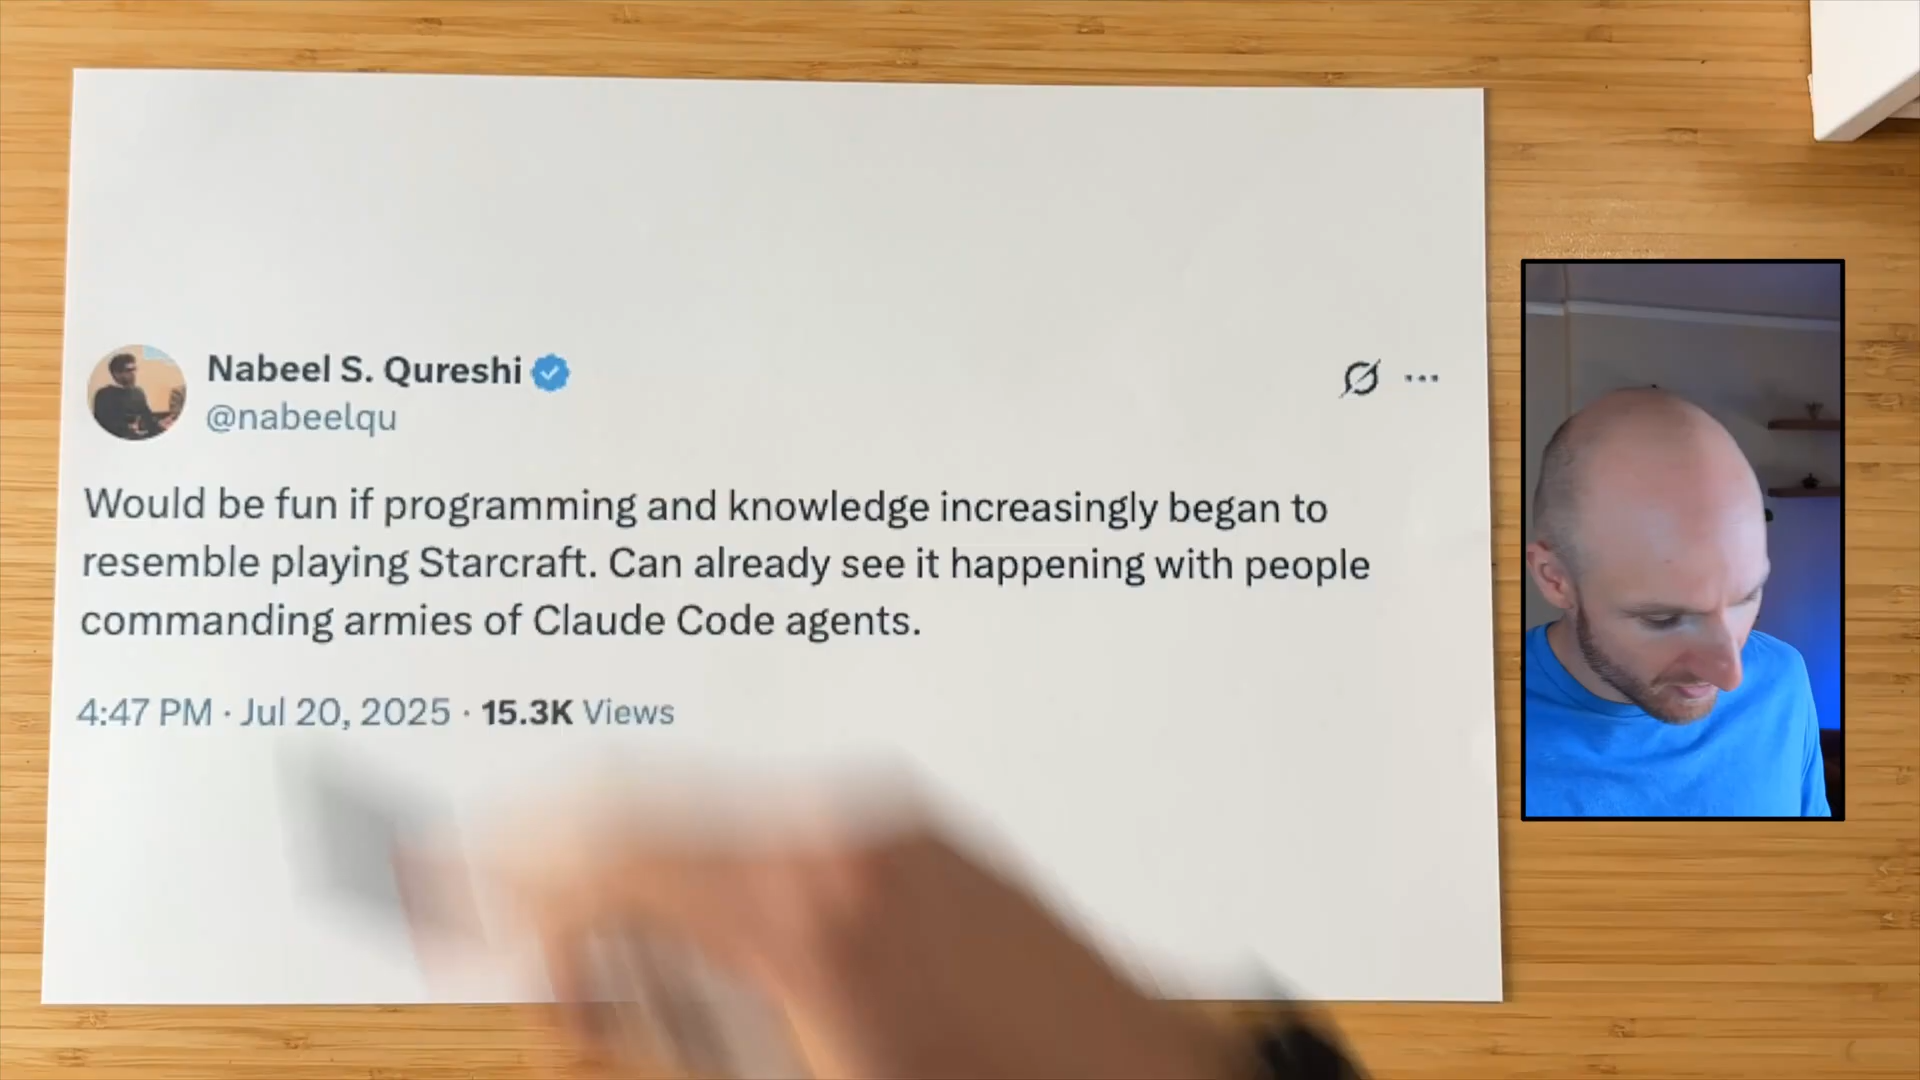 Nabeel S. Qureshi
@nabeelqu
Would be fun if programming and knowledge increasingly began to
resemble playing Starcraft. Can already see it happening with people
commanding armies of Claude Code agents.
4:47 PM · Jul 20, 2025 · 15.3K Views